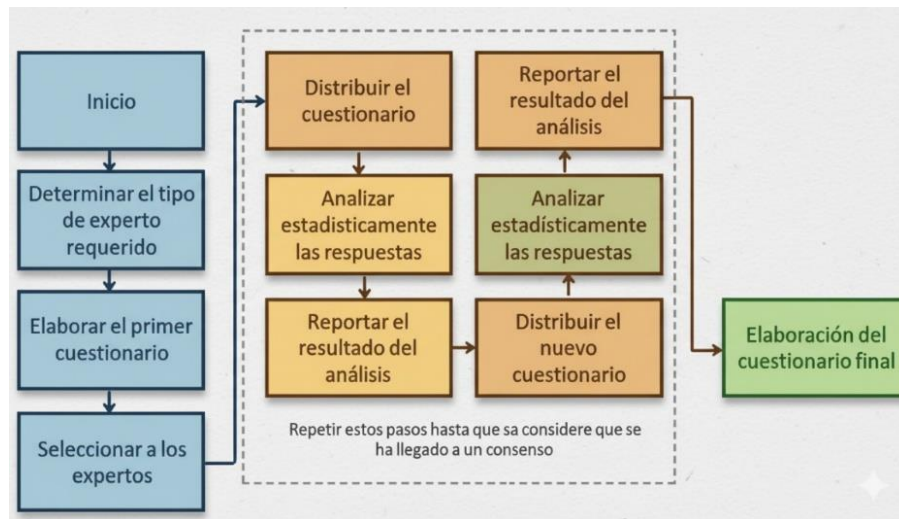 Inicio
Determinar el tipo
de experto
requerido
Elaborar el primer
cuestionario
Seleccionar a los
expertos
Distribuir el
cuestionario
Analizar
estadisticamente
las respuestas
Reportar el
resultado del
análisis
Distribuir el
nuevo
cuestionario
Analizar
estadísticamente
las respuestas
Reportar el
resultado del
análisis
Repetir estos pasos hasta que sa considere que se
ha llegado a un consenso
Elaboración del
cuestionario final